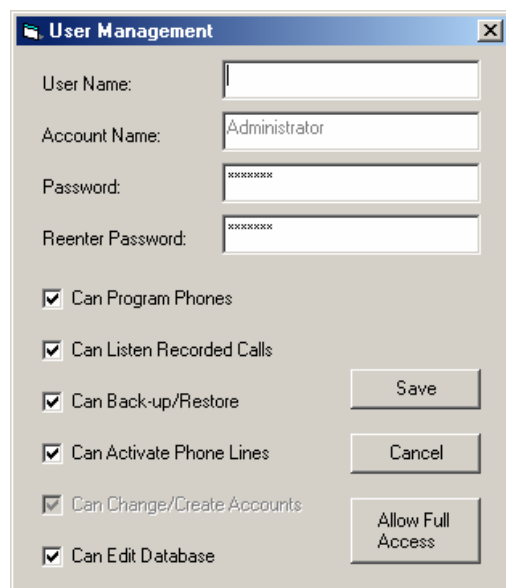 User Management
User Name:
Account Name: Administrator
Password: *******
Reenter Password: *******
Can Program Phones
Can Listen Recorded Calls
Can Back-up/Restore
Save
Can Activate Phone Lines
Cancel
Can Change/Create Accounts
Allow Full
Access
Can Edit Database